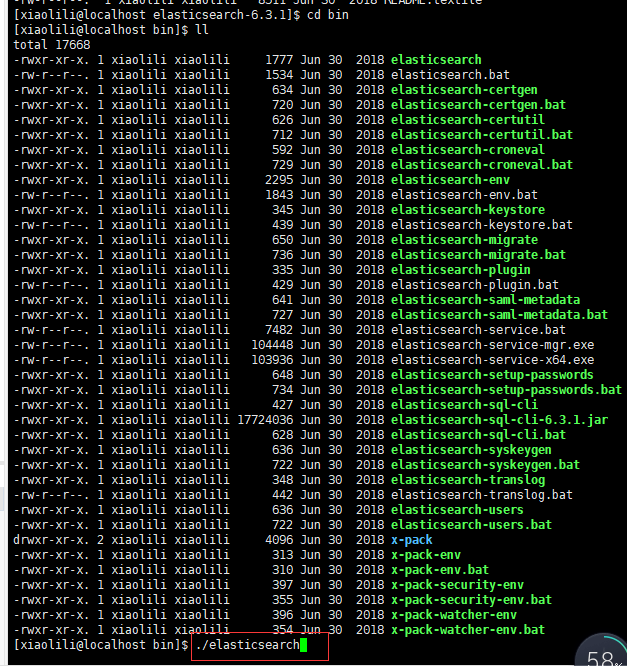 [xiaolili@localhost elasticsearch-6.3.1]$ cd bin
[xiaolili@localhost bin]$ ll
total 17668
-rwxr-xr-x. 1 xiaolili xiaolili     1777 Jun 30  2018 elasticsearch
-rw-r--r--. 1 xiaolili xiaolili     1534 Jun 30  2018 elasticsearch.bat
-rwxr-xr-x. 1 xiaolili xiaolili      634 Jun 30  2018 elasticsearch-certgen
-rwxr-xr-x. 1 xiaolili xiaolili      720 Jun 30  2018 elasticsearch-certgen.bat
-rwxr-xr-x. 1 xiaolili xiaolili      626 Jun 30  2018 elasticsearch-certutil
-rwxr-xr-x. 1 xiaolili xiaolili      712 Jun 30  2018 elasticsearch-certutil.bat
-rwxr-xr-x. 1 xiaolili xiaolili      592 Jun 30  2018 elasticsearch-croneval
-rwxr-xr-x. 1 xiaolili xiaolili      729 Jun 30  2018 elasticsearch-croneval.bat
-rwxr-xr-x. 1 xiaolili xiaolili     2295 Jun 30  2018 elasticsearch-env
-rw-r--r--. 1 xiaolili xiaolili     1843 Jun 30  2018 elasticsearch-env.bat
-rwxr-xr-x. 1 xiaolili xiaolili      345 Jun 30  2018 elasticsearch-keystore
-rw-r--r--. 1 xiaolili xiaolili      439 Jun 30  2018 elasticsearch-keystore.bat
-rwxr-xr-x. 1 xiaolili xiaolili      650 Jun 30  2018 elasticsearch-migrate
-rwxr-xr-x. 1 xiaolili xiaolili      736 Jun 30  2018 elasticsearch-migrate.bat
-rwxr-xr-x. 1 xiaolili xiaolili      335 Jun 30  2018 elasticsearch-plugin
-rw-r--r--. 1 xiaolili xiaolili      429 Jun 30  2018 elasticsearch-plugin.bat
-rwxr-xr-x. 1 xiaolili xiaolili      641 Jun 30  2018 elasticsearch-saml-metadata
-rwxr-xr-x. 1 xiaolili xiaolili      727 Jun 30  2018 elasticsearch-saml-metadata.bat
-rw-r--r--. 1 xiaolili xiaolili     7482 Jun 30  2018 elasticsearch-service.bat
-rw-r--r--. 1 xiaolili xiaolili   104448 Jun 30  2018 elasticsearch-service-mgr.exe
-rw-r--r--. 1 xiaolili xiaolili   103936 Jun 30  2018 elasticsearch-service-x64.exe
-rwxr-xr-x. 1 xiaolili xiaolili      648 Jun 30  2018 elasticsearch-setup-passwords
-rwxr-xr-x. 1 xiaolili xiaolili      734 Jun 30  2018 elasticsearch-setup-passwords.bat
-rwxr-xr-x. 1 xiaolili xiaolili      427 Jun 30  2018 elasticsearch-sql-cli
-rwxr-xr-x. 1 xiaolili xiaolili 17724036 Jun 30  2018 elasticsearch-sql-cli-6.3.1.jar
-rwxr-xr-x. 1 xiaolili xiaolili      628 Jun 30  2018 elasticsearch-sql-cli.bat
-rwxr-xr-x. 1 xiaolili xiaolili      636 Jun 30  2018 elasticsearch-syskeygen
-rwxr-xr-x. 1 xiaolili xiaolili      722 Jun 30  2018 elasticsearch-syskeygen.bat
-rwxr-xr-x. 1 xiaolili xiaolili      348 Jun 30  2018 elasticsearch-translog
-rw-r--r--. 1 xiaolili xiaolili      442 Jun 30  2018 elasticsearch-translog.bat
-rwxr-xr-x. 1 xiaolili xiaolili      636 Jun 30  2018 elasticsearch-users
-rwxr-xr-x. 1 xiaolili xiaolili      722 Jun 30  2018 elasticsearch-users.bat
drwxr-xr-x. 2 xiaolili xiaolili     4096 Jun 30  2018 x-pack
-rwxr-xr-x. 1 xiaolili xiaolili      313 Jun 30  2018 x-pack-env
-rwxr-xr-x. 1 xiaolili xiaolili      310 Jun 30  2018 x-pack-env.bat
-rwxr-xr-x. 1 xiaolili xiaolili      397 Jun 30  2018 x-pack-security-env
-rwxr-xr-x. 1 xiaolili xiaolili      355 Jun 30  2018 x-pack-security-env.bat
-rwxr-xr-x. 1 xiaolili xiaolili      396 Jun 30  2018 x-pack-watcher-env
-rwxr-xr-x. 1 xiaolili xiaolili      354 Jun 30  2018 x-pack-watcher-env.bat
[xiaolili@localhost bin]$ ./elasticsearch
58%